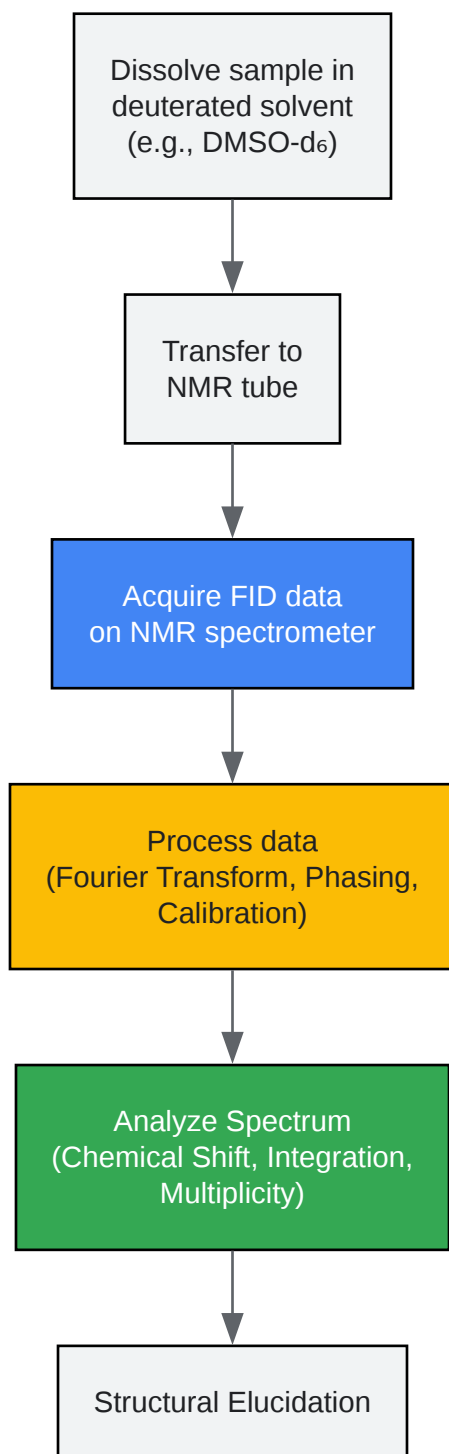 Dissolve sample in
deuterated solvent
(e.g., DMSO-d₆)
Transfer to
NMR tube
Acquire FID data
on NMR spectrometer
Process data
(Fourier Transform, Phasing,
Calibration)
Analyze Spectrum
(Chemical Shift, Integration,
Multiplicity)
Structural Elucidation